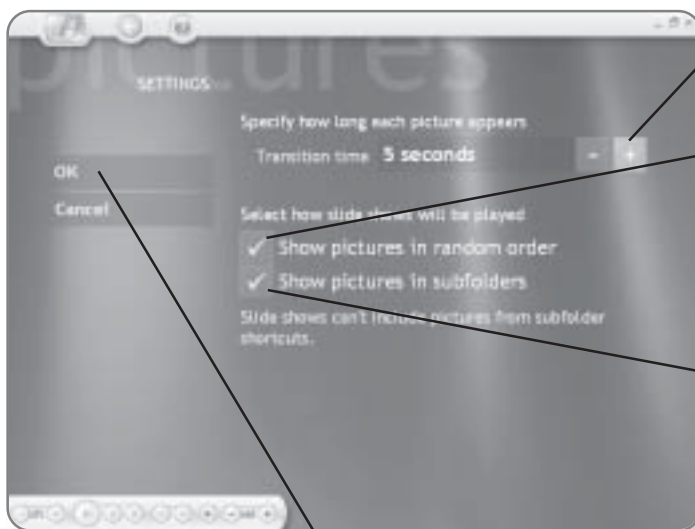 pictures
SETTINGS
Specify how long each picture appears
Transition time 5 seconds - +
OK
Cancel
Select how slide shows will be played
✓ Show pictures in random order
✓ Show pictures in subfolders
Slide shows can't include pictures from subfolder
shortcuts.